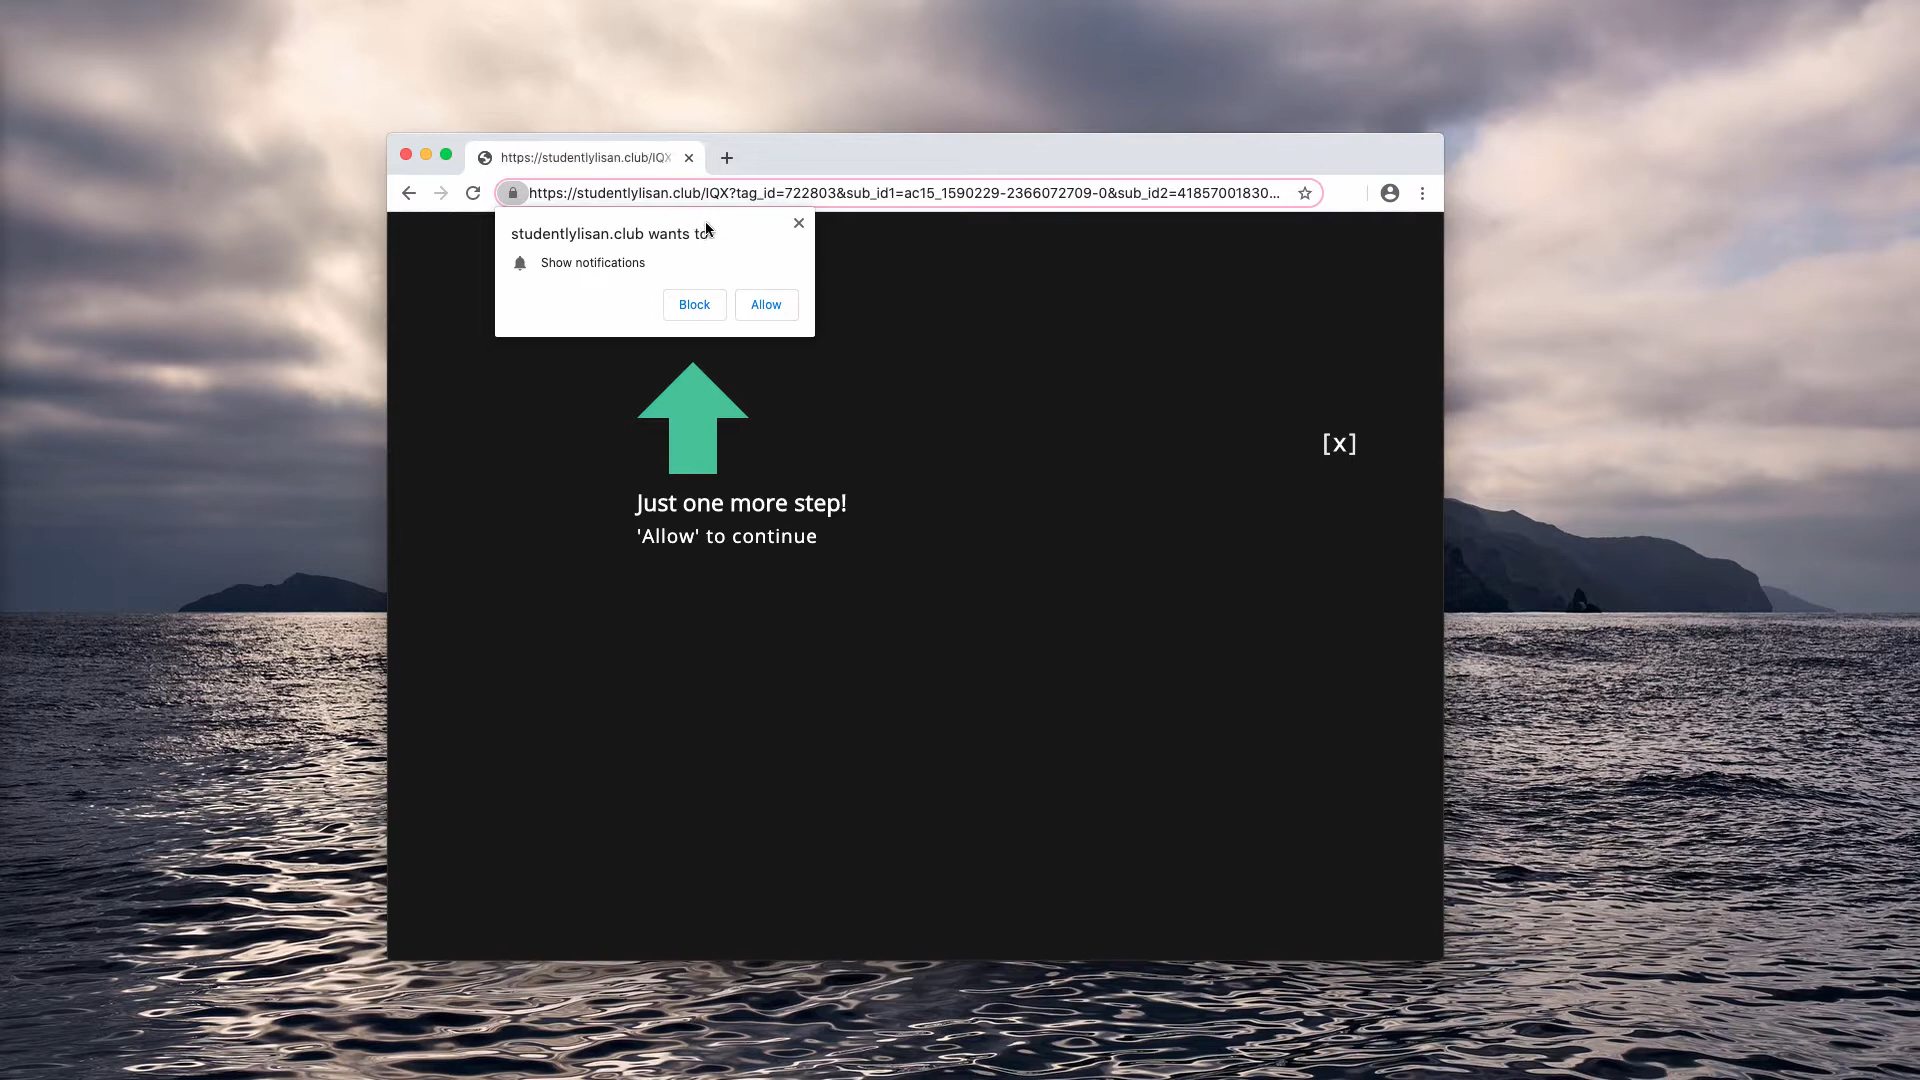 https://studentlylisan.club/IQX
https://studentlylisan.club/IQX?tag_id=722803&sub_id1=ac15_1590229-2366072709-0&sub_id2=41857001830...
studentlylisan.club wants to
Show notifications
Block Allow
[x]
Just one more step!
'Allow' to continue